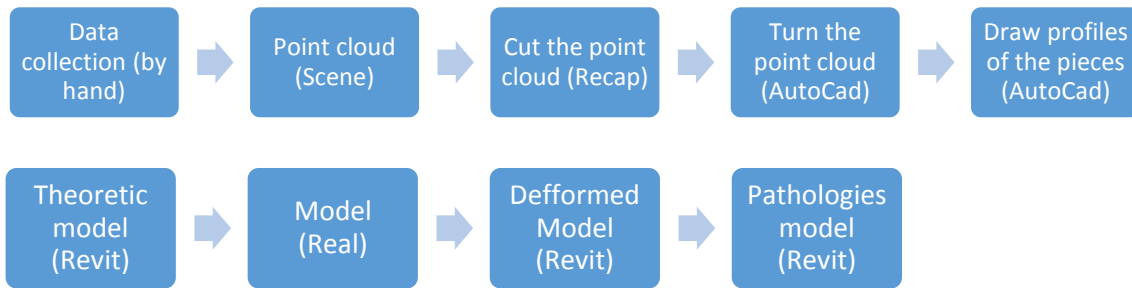 Data
collection (by
hand)
Point cloud
(Scene)
Cut the point
cloud (Recap)
Turn the
point cloud
(AutoCad)
Draw profiles
of the pieces
(AutoCad)
Theoretic
model
(Revit)
Model
(Real)
Defformed
Model
(Revit)
Pathologies
model
(Revit)